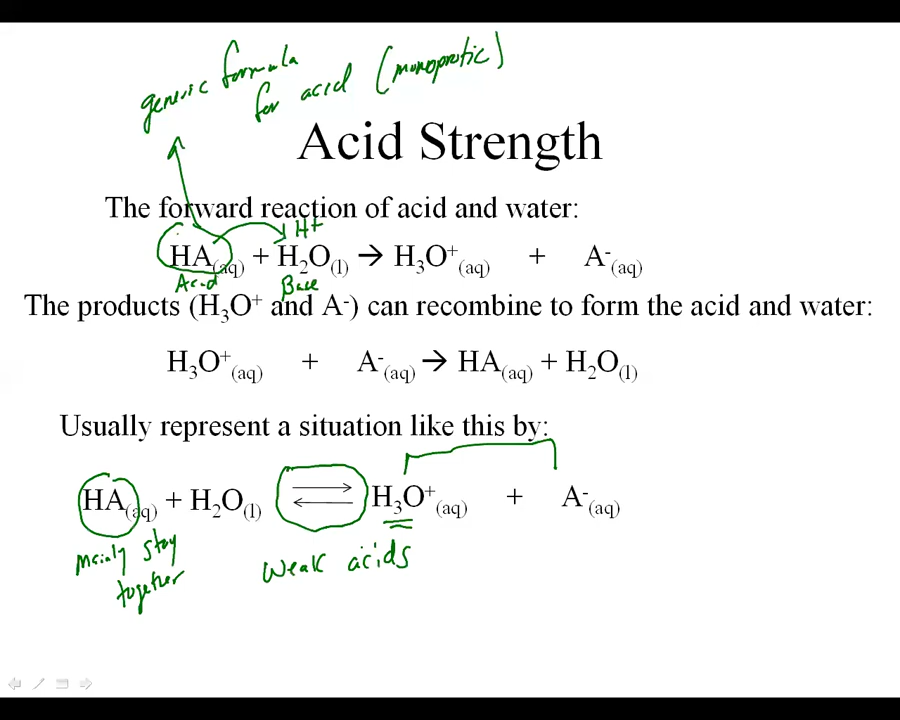 generic formula
for acid (monoprotic)
Acid Strength
The forward reaction of acid and water:
H+
HA(aq) + H₂O(l) → H₃O⁺(aq) + A⁻(aq)
Acid Base
The products (H₃O⁺ and A⁻) can recombine to form the acid and water:
H₃O⁺(aq) + A⁻(aq) → HA(aq) + H₂O(l)
Usually represent a situation like this by:
HA(aq) + H₂O(l) ⇌ H₃O⁺(aq) + A⁻(aq)
mainly stay
together
weak acids